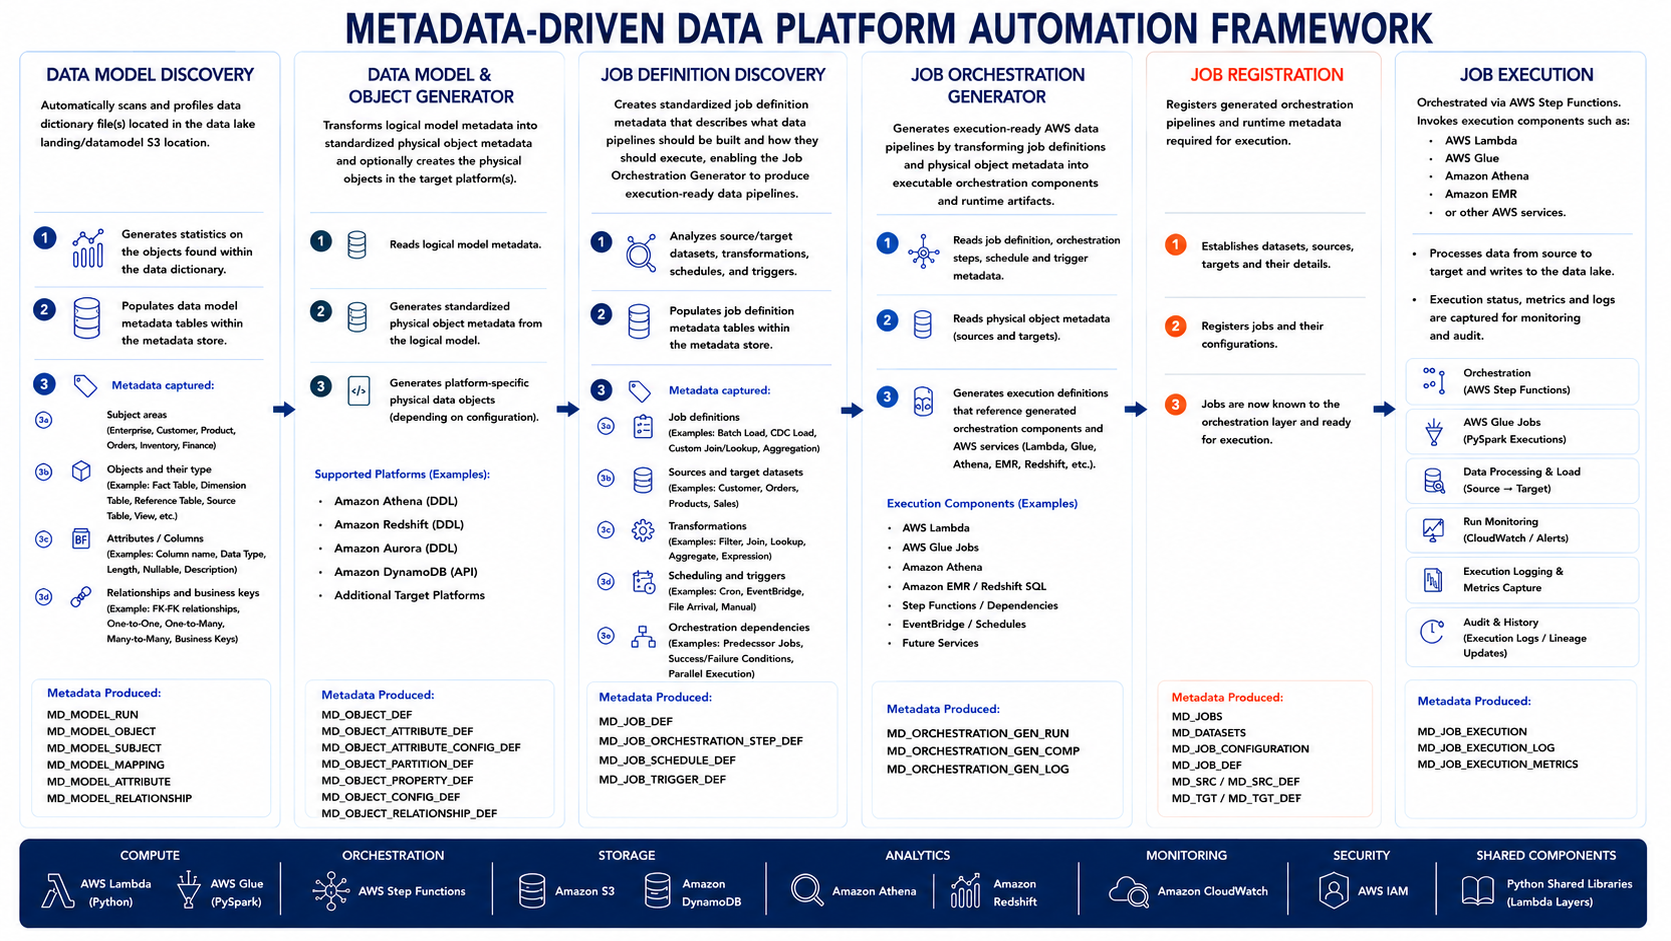 METADATA-DRIVEN DATA PLATFORM AUTOMATION FRAMEWORK
DATA MODEL DISCOVERY
Automatically scans and profiles data
dictionary file(s) located in the data lake
landing/datamodel S3 location.
1
Generates statistics on
the objects found within
the data dictionary.
2
Populates data model
metadata tables within
the metadata store.
3
Metadata captured:
3a
Subject areas
(Enterprise, Customer, Product,
Orders, Inventory, Finance)
3b
Objects and their type
(Example: Fact Table, Dimension
Table, Reference Table, Source
Table, View, etc.)
3c
BF
Attributes / Columns
(Examples: Column name, Data Type,
Length, Nullable, Description)
3d
Relationships and business keys
(Example: FK-FK relationships,
One-to-One, One-to-Many,
Many-to-Many, Business Keys)
Metadata Produced:
MD_MODEL_RUN
MD_MODEL_OBJECT
MD_MODEL_SUBJECT
MD_MODEL_MAPPING
MD_MODEL_ATTRIBUTE
MD_MODEL_RELATIONSHIP
DATA MODEL &
OBJECT GENERATOR
Transforms logical model metadata into
standardized physical object metadata
and optionally creates the physical
objects in the target platform(s).
1
Reads logical model metadata.
2
Generates standardized
physical object metadata from
the logical model.
3
</>
Generates platform-specific
physical data objects
(depending on configuration).
Supported Platforms (Examples):
• Amazon Athena (DDL)
• Amazon Redshift (DDL)
• Amazon Aurora (DDL)
• Amazon DynamoDB (API)
• Additional Target Platforms
Metadata Produced:
MD_OBJECT_DEF
MD_OBJECT_ATTRIBUTE_DEF
MD_OBJECT_ATTRIBUTE_CONFIG_DEF
MD_OBJECT_PARTITION_DEF
MD_OBJECT_PROPERTY_DEF
MD_OBJECT_CONFIG_DEF
MD_OBJECT_RELATIONSHIP_DEF
JOB DEFINITION DISCOVERY
Creates standardized job definition
metadata that describes what data
pipelines should be built and how they
should execute, enabling the Job
Orchestration Generator to produce
execution-ready data pipelines.
1
Analyzes source/target
datasets, transformations,
schedules, and triggers.
2
Populates job definition
metadata tables within
the metadata store.
3
Metadata captured:
3a
Job definitions
(Examples: Batch Load, CDC Load,
Custom Join/Lookup, Aggregation)
3b
Sources and target datasets
(Examples: Customer, Orders,
Products, Sales)
3c
Transformations
(Examples: Filter, Join, Lookup,
Aggregate, Expression)
3d
Scheduling and triggers
(Examples: Cron, EventBridge,
File Arrival, Manual)
3e
Orchestration dependencies
(Examples: Predecssor Jobs,
Success/Failure Conditions,
Parallel Execution)
Metadata Produced:
MD_JOB_DEF
MD_JOB_ORCHESTRATION_STEP_DEF
MD_JOB_SCHEDULE_DEF
MD_JOB_TRIGGER_DEF
JOB ORCHESTRATION
GENERATOR
Generates execution-ready AWS data
pipelines by transforming job definitions
and physical object metadata into
executable orchestration components
and runtime artifacts.
1
Reads job definition, orchestration
steps, schedule and trigger
metadata.
2
Reads physical object metadata
(sources and targets).
3
Generates execution definitions
that reference generated
orchestration components and
AWS services (Lambda, Glue,
Athena, EMR, Redshift, etc.).
Execution Components (Examples)
• AWS Lambda
• AWS Glue Jobs
• Amazon Athena
• Amazon EMR / Redshift SQL
• Step Functions / Dependencies
• EventBridge / Schedules
• Future Services
Metadata Produced:
MD_ORCHESTRATION_GEN_RUN
MD_ORCHESTRATION_GEN_COMP
MD_ORCHESTRATION_GEN_LOG
JOB REGISTRATION
Registers generated orchestration
pipelines and runtime metadata
required for execution.
1
Establishes datasets, sources,
targets and their details.
2
Registers jobs and their
configurations.
3
Jobs are now known to the
orchestration layer and ready
for execution.
Metadata Produced:
MD_JOBS
MD_DATASETS
MD_JOB_CONFIGURATION
MD_JOB_DEF
MD_SRC / MD_SRC_DEF
MD_TGT / MD_TGT_DEF
JOB EXECUTION
Orchestrated via AWS Step Functions.
Invokes execution components such as:
• AWS Lambda
• AWS Glue
• Amazon Athena
• Amazon EMR
• or other AWS services.
• Processes data from source to
target and writes to the data lake.
• Execution status, metrics and logs
are captured for monitoring
and audit.
Orchestration
(AWS Step Functions)
AWS Glue Jobs
(PySpark Executions)
Data Processing & Load
(Source → Target)
Run Monitoring
(CloudWatch / Alerts)
Execution Logging &
Metrics Capture
Audit & History
(Execution Logs / Lineage
Updates)
Metadata Produced:
MD_JOB_EXECUTION
MD_JOB_EXECUTION_LOG
MD_JOB_EXECUTION_METRICS
COMPUTE
AWS Lambda
(Python)
AWS Glue
(PySpark)
ORCHESTRATION
AWS Step Functions
STORAGE
Amazon S3
Amazon
DynamoDB
ANALYTICS
Amazon Athena
Amazon
Redshift
MONITORING
Amazon CloudWatch
SECURITY
AWS IAM
SHARED COMPONENTS
Python Shared Libraries
(Lambda Layers)